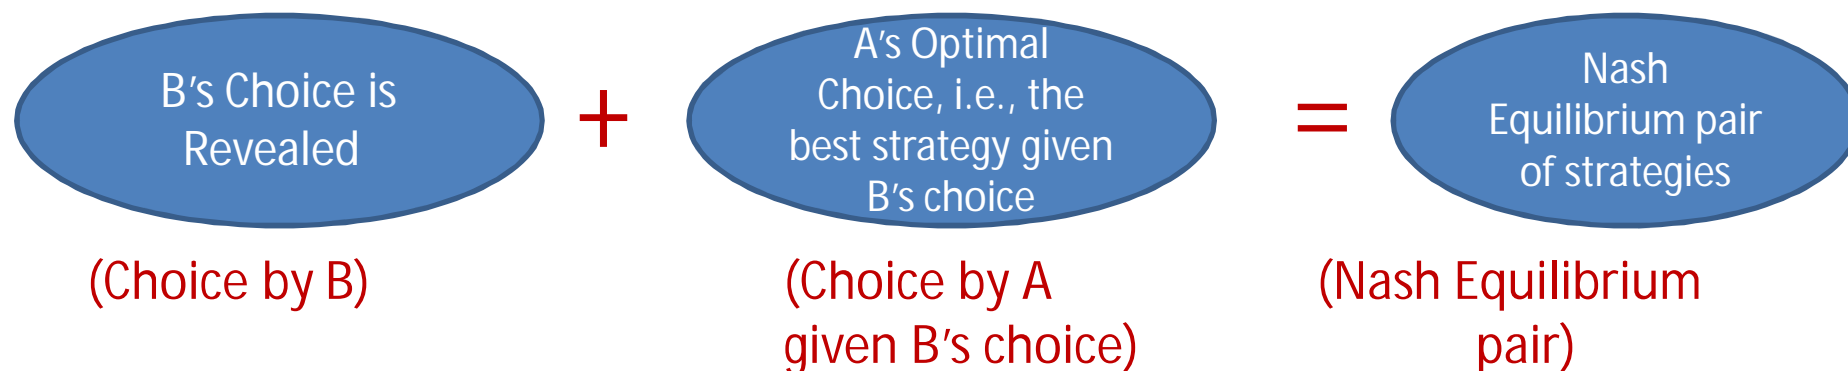 B's Choice is
Revealed
+
A's Optimal
Choice, i.e., the
best strategy given
B's choice
=
Nash
Equilibrium pair
of strategies
(Choice by B)
(Choice by A
given B's choice)
(Nash Equilibrium
pair)